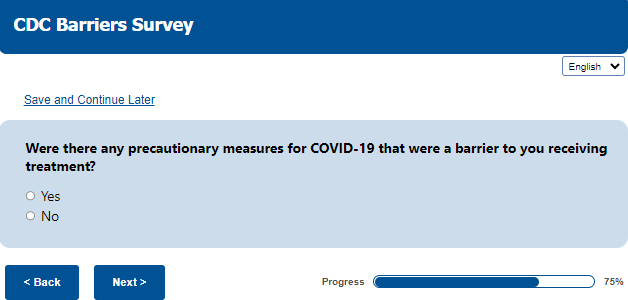 CDC Barriers Survey
English
Save and Continue Later
Were there any precautionary measures for COVID-19 that were a barrier to you receiving
treatment?
Yes
No
< Back
Next >
Progress
75%